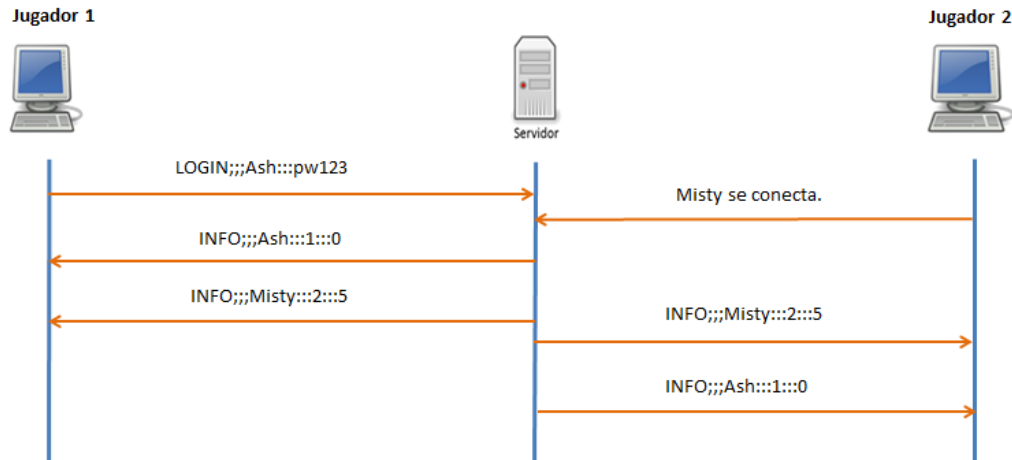 Jugador 1
Jugador 2
Servidor
LOGIN;;;Ash:::pw123
Misty se conecta.
INFO;;;Ash:::1:::0
INFO;;;Misty:::2:::5
INFO;;;Misty:::2:::5
INFO;;;Ash:::1:::0